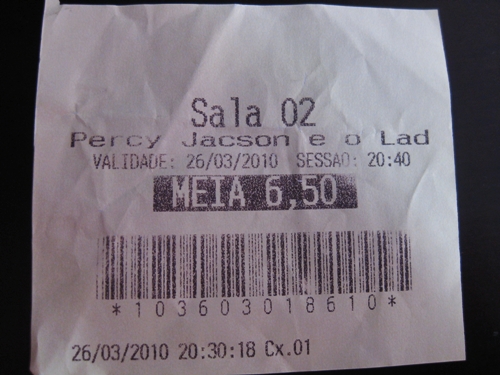 Sala 02
Percy Jacson e o Lad
VALIDADE: 26/03/2010 SESSAO: 20:40
MEIA 6,50
*103603018610*
26/03/2010 20:30:18 Cx.01